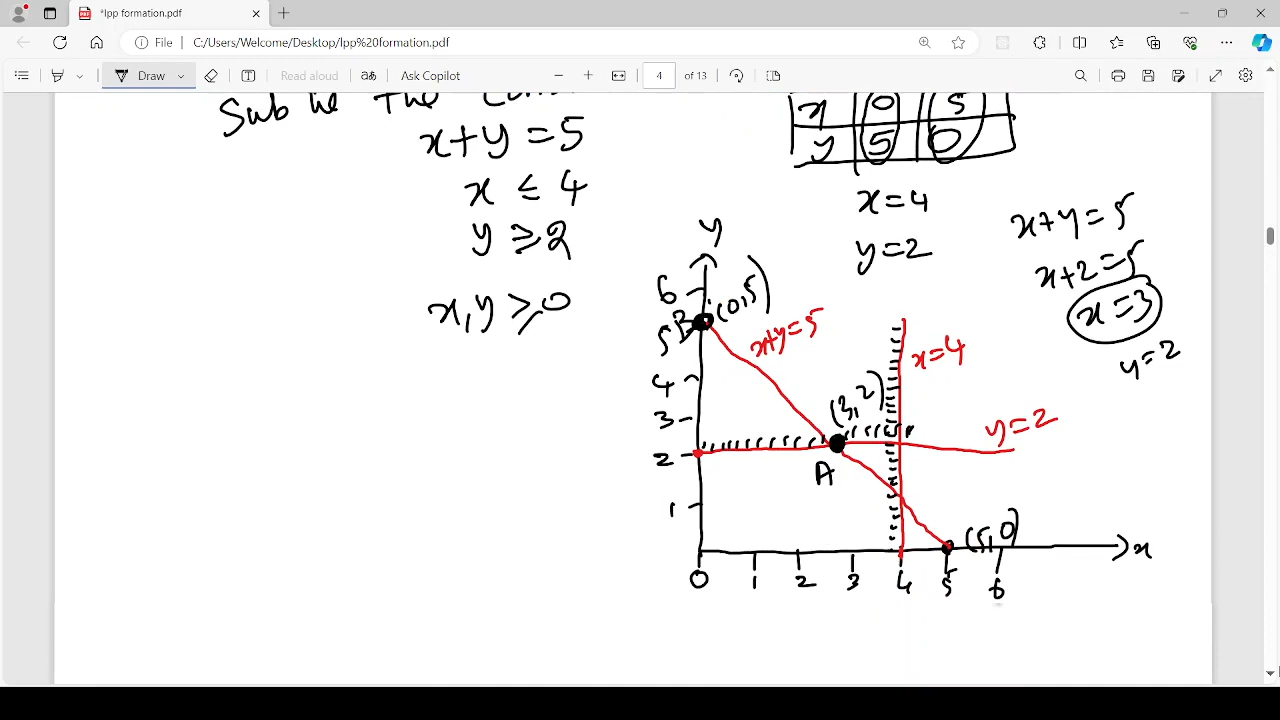 *lpp formation.pdf
File C:/Users/Welcome/Desktop/lpp%20formation.pdf
Draw Read aloud Ask Copilot 4 of 13
Sub
x 0 5
y 5 0
x+y=5
x ≤ 4
y ≥ 2
x,y ≥ 0
x=4
y=2
x+y=5
x+2=5
x=3
y=2
y
6
5
4
3
2
1
B (0,5)
x+y=5
x=4
(3,2)
y=2
A
(5,0)
x
0 1 2 3 4 5 6